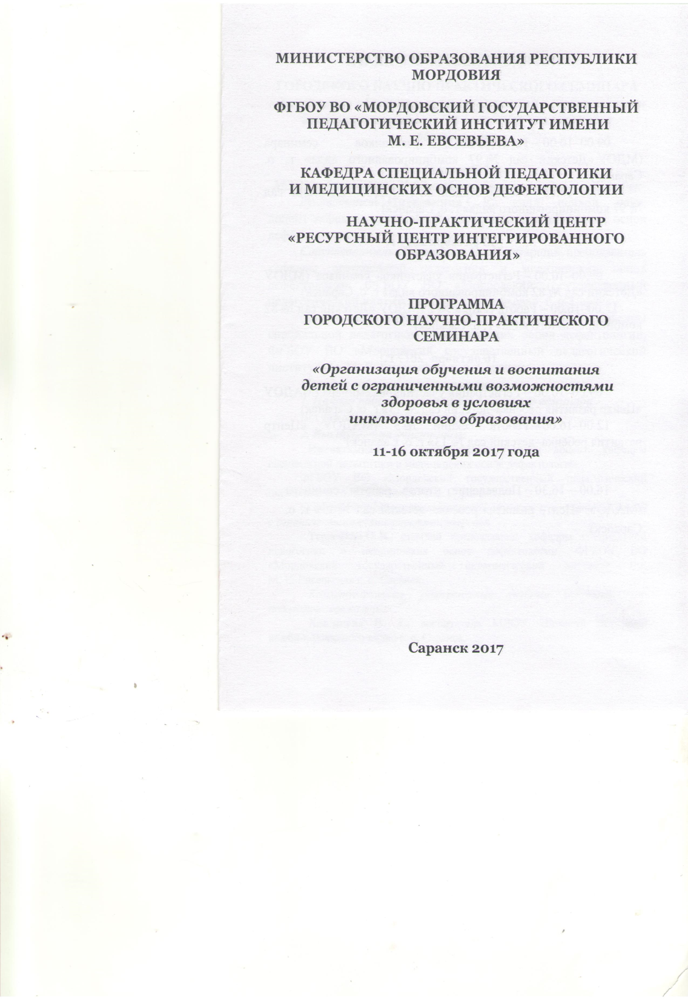 МИНИСТЕРСТВО ОБРАЗОВАНИЯ РЕСПУБЛИКИ
МОРДОВИЯ
ФГБОУ ВО «МОРДОВСКИЙ ГОСУДАРСТВЕННЫЙ
ПЕДАГОГИЧЕСКИЙ ИНСТИТУТ ИМЕНИ
М. Е. ЕВСЕВЬЕВА»
КАФЕДРА СПЕЦИАЛЬНОЙ ПЕДАГОГИКИ
И МЕДИЦИНСКИХ ОСНОВ ДЕФЕКТОЛОГИИ
НАУЧНО-ПРАКТИЧЕСКИЙ ЦЕНТР
«РЕСУРСНЫЙ ЦЕНТР ИНТЕГРИРОВАННОГО
ОБРАЗОВАНИЯ»
ПРОГРАММА
ГОРОДСКОГО НАУЧНО-ПРАКТИЧЕСКОГО
СЕМИНАРА
«Организация обучения и воспитания
детей с ограниченными возможностями
здоровья в условиях
инклюзивного образования»
11-16 октября 2017 года
Саранск 2017